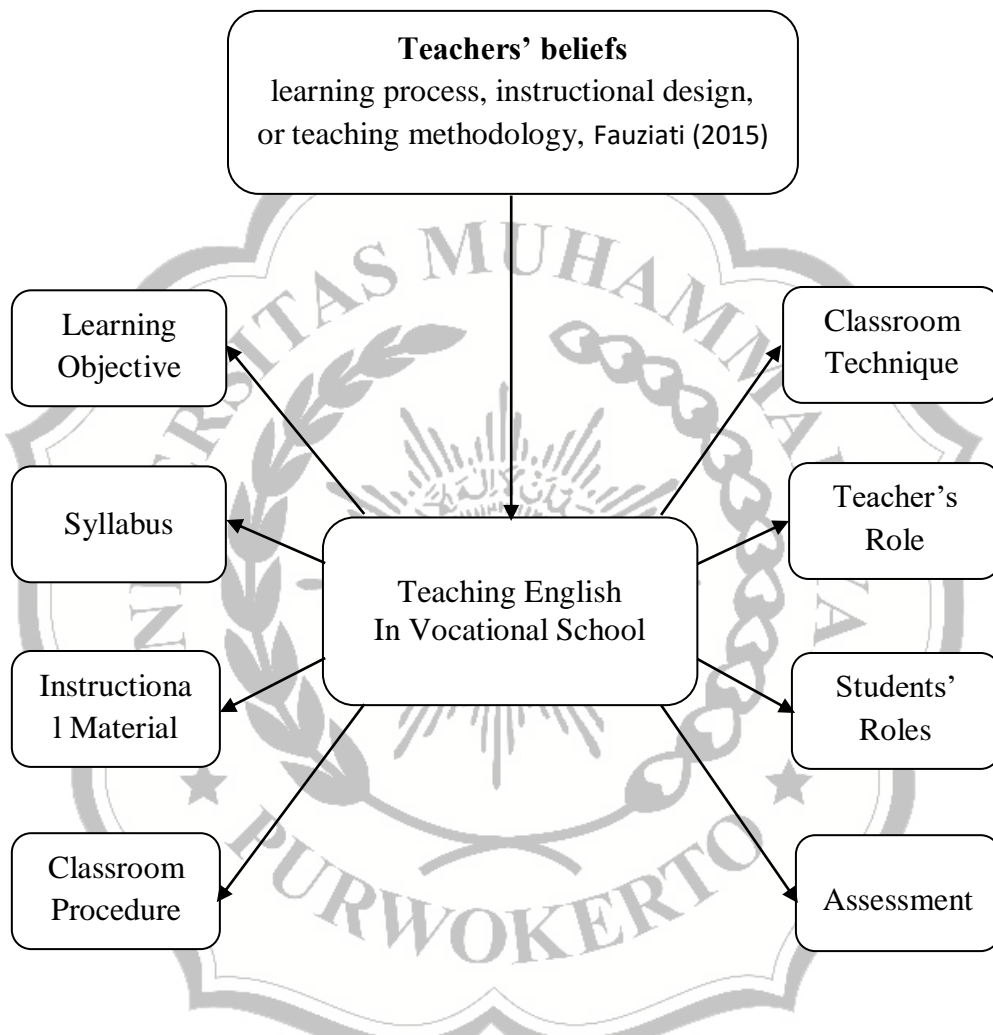 Teachers’ beliefs
learning process, instructional design,
or teaching methodology, Fauziati (2015)
Learning
Objective
Classroom
Technique
Syllabus
Teacher’s
Role
Teaching English
In Vocational School
Instructiona
l Material
Students’
Roles
Classroom
Procedure
Assessment
PURWOKERTO